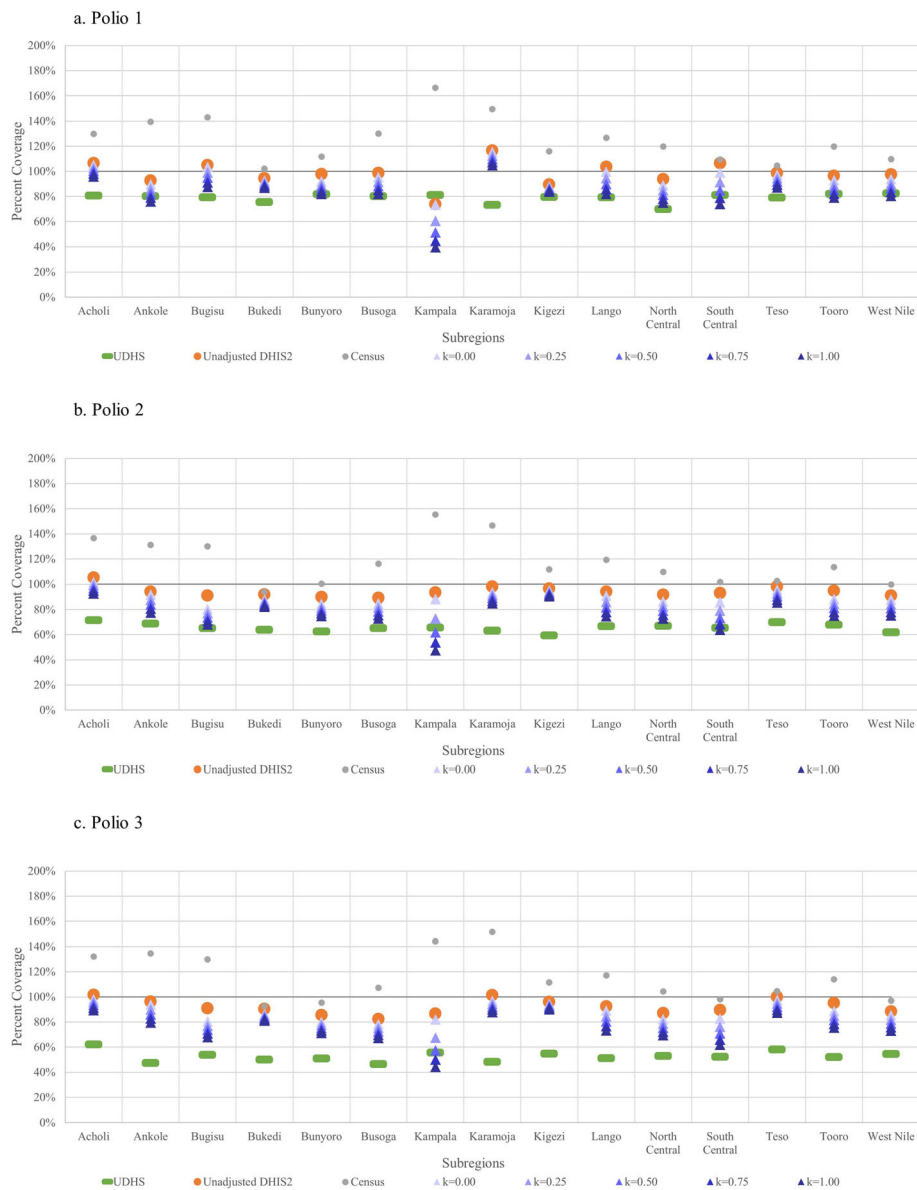 a. Polio 1
200%
180%
160%
140%
120%
100%
80%
60%
40%
20%
0%
Percent Coverage
Acholi Ankole Bugisu Bukedi Bunyoro Busoga Kampala Karamoja Kigezi Lango North Central South Central Teso Tooro West Nile
Subregions
UDHS Unadjusted DHIS2 Census k=0.00 k=0.25 k=0.50 k=0.75 k=1.00
b. Polio 2
200%
180%
160%
140%
120%
100%
80%
60%
40%
20%
0%
Percent Coverage
Acholi Ankole Bugisu Bukedi Bunyoro Busoga Kampala Karamoja Kigezi Lango North Central South Central Teso Tooro West Nile
Subregions
UDHS Unadjusted DHIS2 Census k=0.00 k=0.25 k=0.50 k=0.75 k=1.00
c. Polio 3
200%
180%
160%
140%
120%
100%
80%
60%
40%
20%
0%
Percent Coverage
Acholi Ankole Bugisu Bukedi Bunyoro Busoga Kampala Karamoja Kigezi Lango North Central South Central Teso Tooro West Nile
Subregions
UDHS Unadjusted DHIS2 Census k=0.00 k=0.25 k=0.50 k=0.75 k=1.00